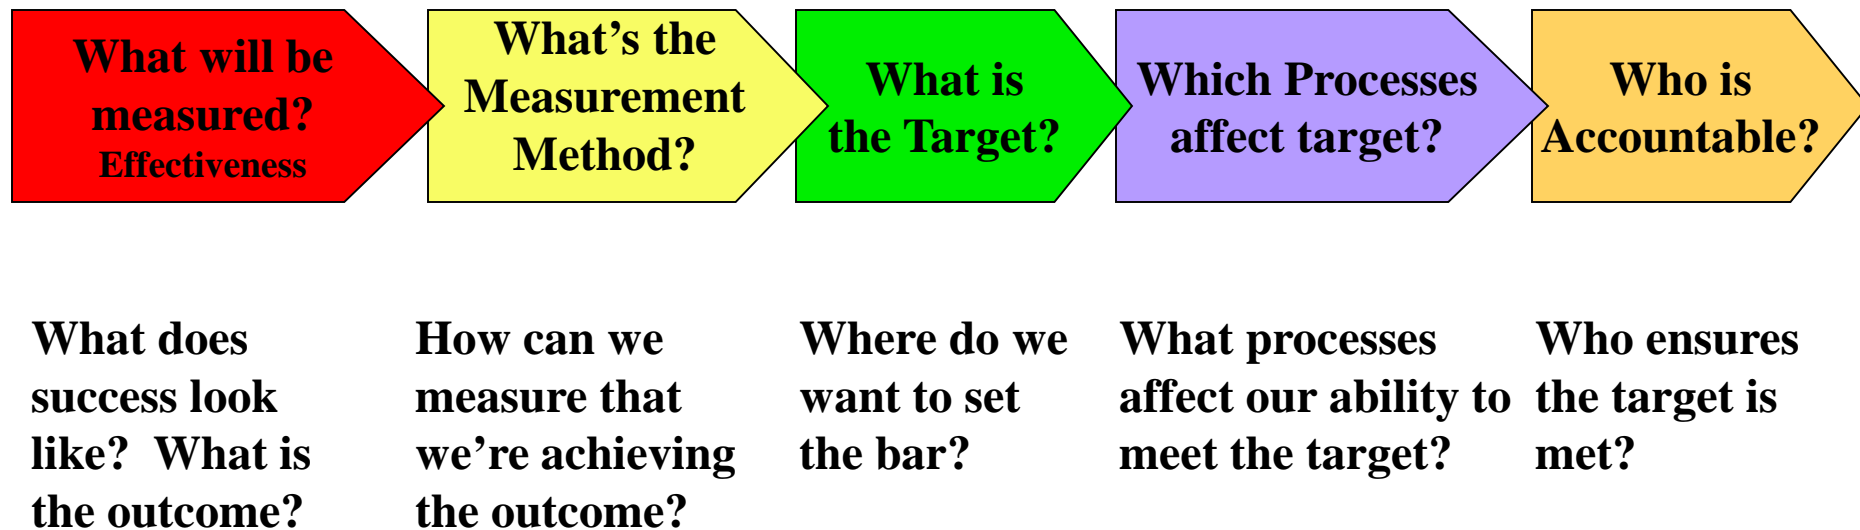 What will be
measured?
Effectiveness
What’s the
Measurement
Method?
What is
the Target?
Which Processes
affect target?
Who is
Accountable?
What does
success look
like?  What is
the outcome?
How can we
measure that
we’re achieving
the outcome?
Where do we
want to set
the bar?
What processes
affect our ability to
meet the target?
Who ensures
the target is
met?